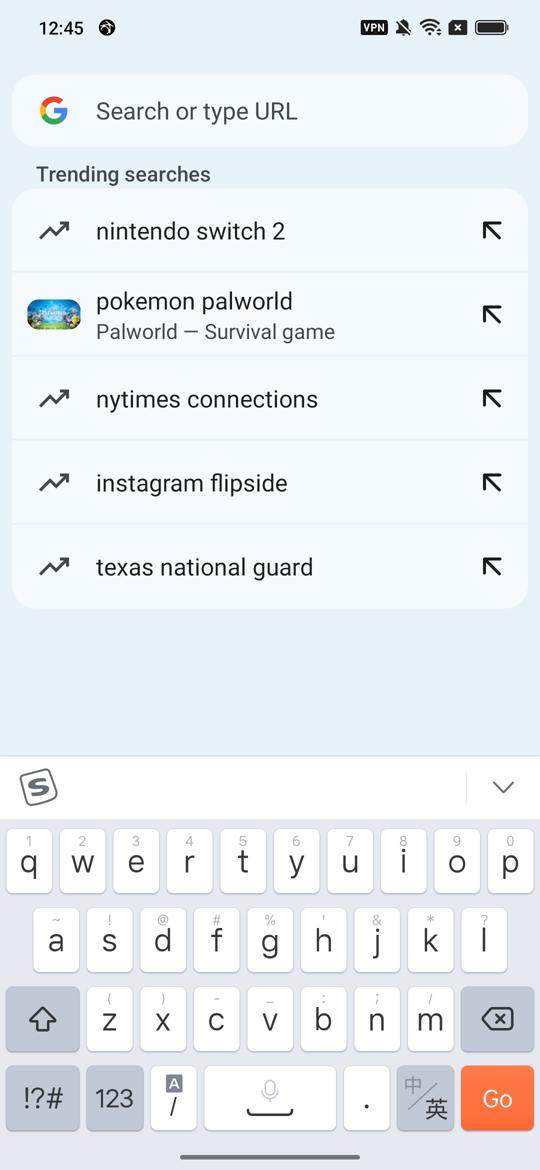 12:45 VPN
Search or type URL
Trending searches
nintendo switch 2
pokemon palworld
Palworld — Survival game
nytimes connections
instagram flipside
texas national guard
S
1 2 3 4 5 6 7 8 9 0
q w e r t y u i o p
~ ! @ # % ' & * ?
a s d f g h j k l
( ) - _ : ; /
z x c v b n m
!?# 123 A / . 中/英 Go